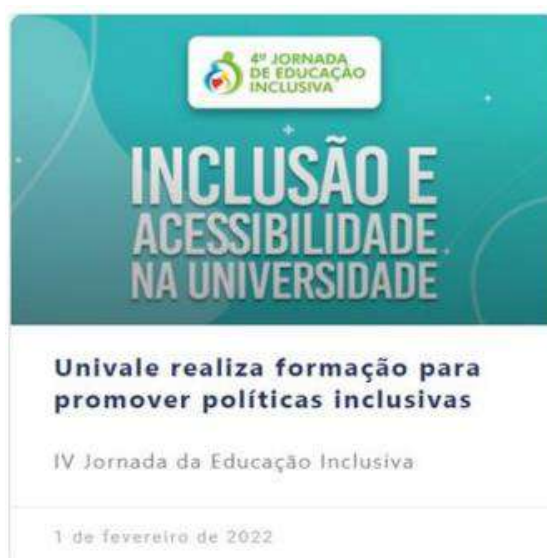 4ª JORNADA
DE EDUCAÇÃO
INCLUSIVA
INCLUSÃO E
ACESSIBILIDADE
NA UNIVERSIDADE
Univale realiza formação para
promover políticas inclusivas
IV Jornada da Educação Inclusiva
1 de fevereiro de 2022